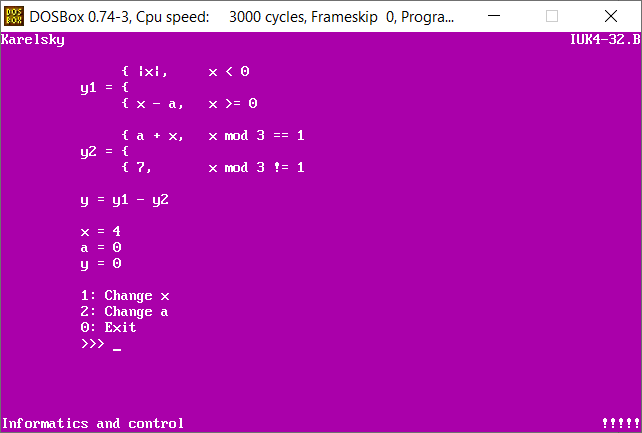 DOSBox 0.74-3, Cpu speed: 3000 cycles, Frameskip 0, Progra...
Karelsky IUK4-32.B
{ |x|, x < 0
y1 = {
{ x - a, x >= 0
{ a + x, x mod 3 == 1
y2 = {
{ 7, x mod 3 != 1
y = y1 - y2
x = 4
a = 0
y = 0
1: Change x
2: Change a
0: Exit
>>> _
Informatics and control !!!!!